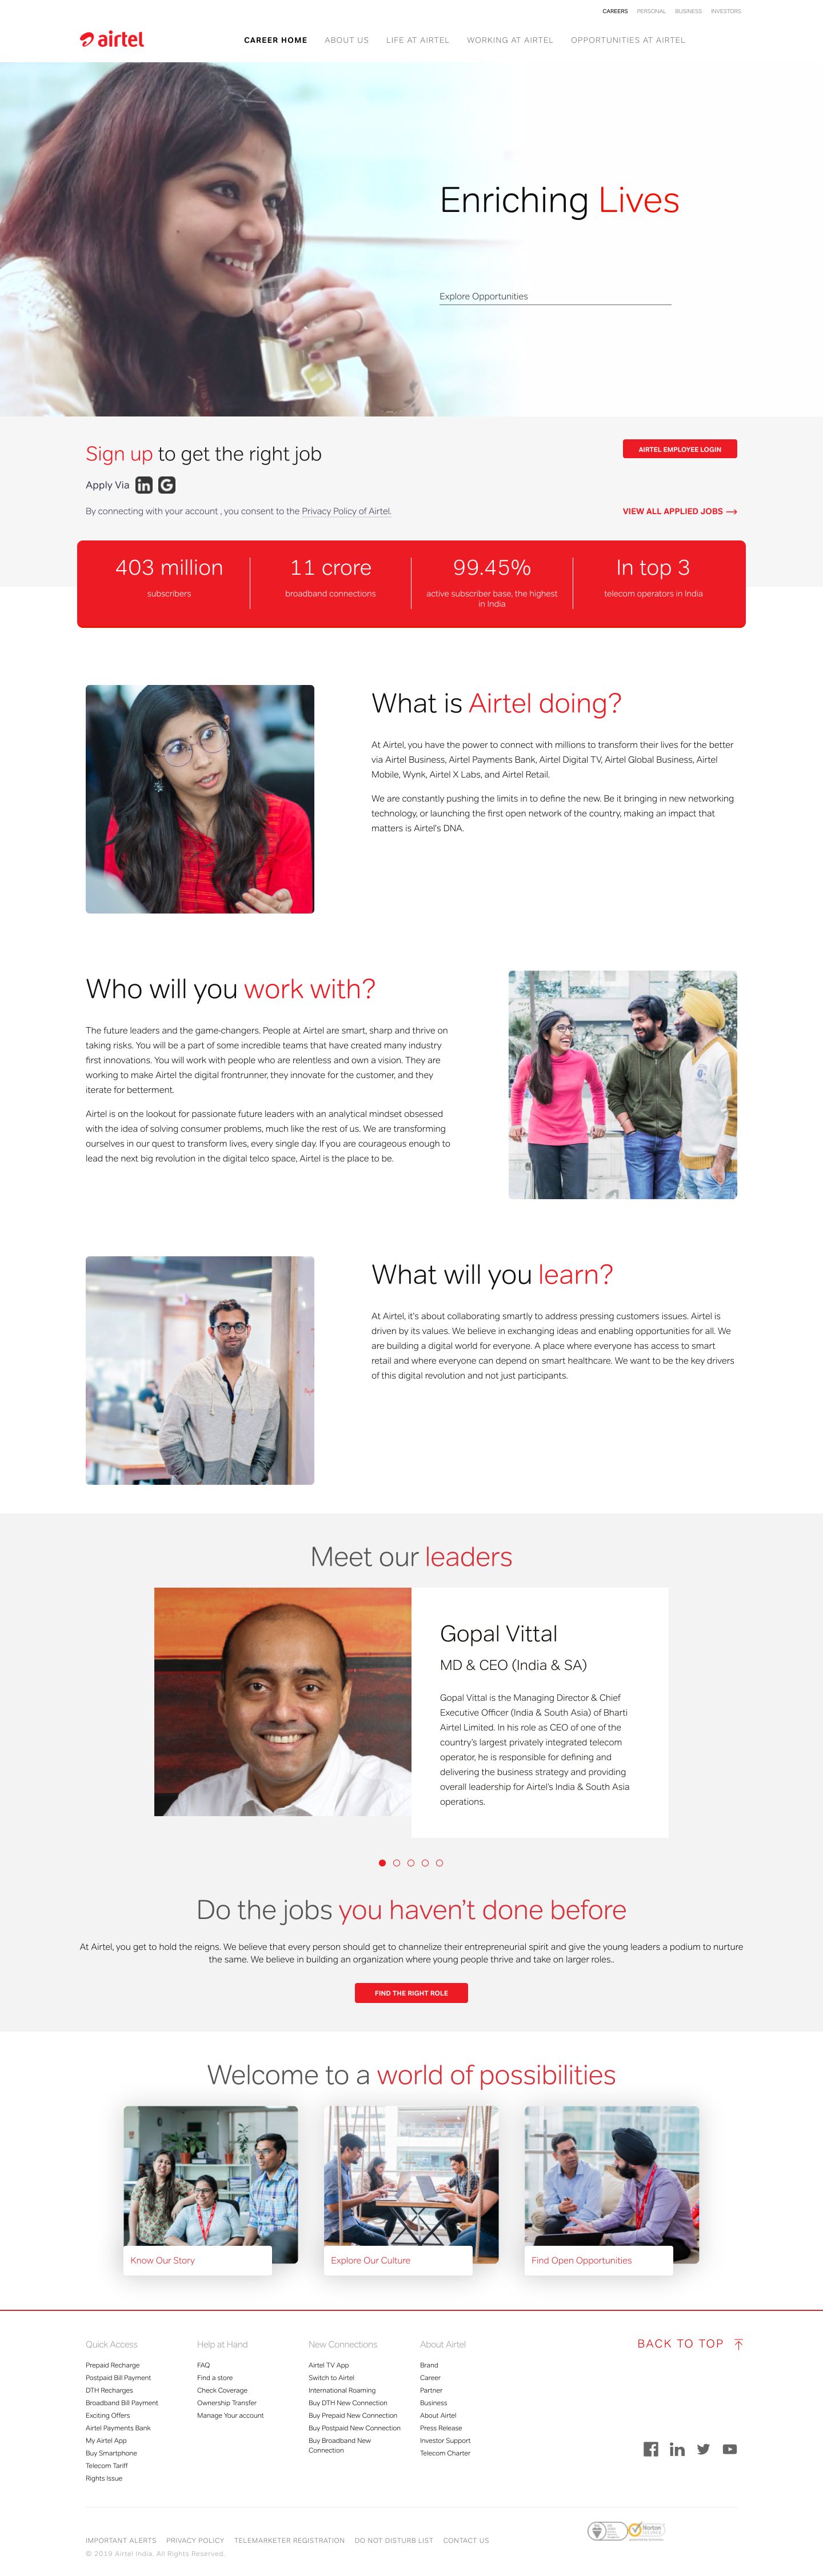 CAREERS PERSONAL BUSINESS INVESTORS
airtel
CAREER HOME ABOUT US LIFE AT AIRTEL WORKING AT AIRTEL OPPORTUNITIES AT AIRTEL
Enriching Lives
Explore Opportunities
Sign up to get the right job
AIRTEL EMPLOYEE LOGIN
Apply Via in G
By connecting with your account , you consent to the Privacy Policy of Airtel.
VIEW ALL APPLIED JOBS
403 million
subscribers
11 crore
broadband connections
99.45%
active subscriber base, the highest
in India
In top 3
telecom operators in India
What is Airtel doing?
At Airtel, you have the power to connect with millions to transform their lives for the better
via Airtel Business, Airtel Payments Bank, Airtel Digital TV, Airtel Global Business, Airtel
Mobile, Wynk, Airtel X Labs, and Airtel Retail.
We are constantly pushing the limits in to define the new. Be it bringing in new networking
technology, or launching the first open network of the country, making an impact that
matters is Airtel's DNA.
Who will you work with?
The future leaders and the game-changers. People at Airtel are smart, sharp and thrive on
taking risks. You will be a part of some incredible teams that have created many industry
first innovations. You will work with people who are relentless and own a vision. They are
working to make Airtel the digital frontrunner, they innovate for the customer, and they
iterate for betterment.
Airtel is on the lookout for passionate future leaders with an analytical mindset obsessed
with the idea of solving consumer problems, much like the rest of us. We are transforming
ourselves in our quest to transform lives, every single day. If you are courageous enough to
lead the next big revolution in the digital telco space, Airtel is the place to be.
What will you learn?
At Airtel, it's about collaborating smartly to address pressing customers issues. Airtel is
driven by its values. We believe in exchanging ideas and enabling opportunities for all. We
are building a digital world for everyone. A place where everyone has access to smart
retail and where everyone can depend on smart healthcare. We want to be the key drivers
of this digital revolution and not just participants.
Meet our leaders
Gopal Vittal
MD & CEO (India & SA)
Gopal Vittal is the Managing Director & Chief
Executive Officer (India & South Asia) of Bharti
Airtel Limited. In his role as CEO of one of the
country's largest privately integrated telecom
operator, he is responsible for defining and
delivering the business strategy and providing
overall leadership for Airtel's India & South Asia
operations.
Do the jobs you haven't done before
At Airtel, you get to hold the reigns. We believe that every person should get to channelize their entrepreneurial spirit and give the young leaders a podium to nurture
the same. We believe in building an organization where young people thrive and take on larger roles..
FIND THE RIGHT ROLE
Welcome to a world of possibilities
Know Our Story
Explore Our Culture
Find Open Opportunities
Quick Access
Prepaid Recharge
Postpaid Bill Payment
DTH Recharges
Broadband Bill Payment
Exciting Offers
Airtel Payments Bank
My Airtel App
Buy Smartphone
Telecom Tariff
Rights Issue
Help at Hand
FAQ
Find a store
Check Coverage
Ownership Transfer
Manage Your account
New Connections
Airtel TV App
Switch to Airtel
International Roaming
Buy DTH New Connection
Buy Prepaid New Connection
Buy Postpaid New Connection
Buy Broadband New
Connection
About Airtel
Brand
Career
Partner
Business
About Airtel
Press Release
Investor Support
Telecom Charter
BACK TO TOP
in
IMPORTANT ALERTS PRIVACY POLICY TELEMARKETER REGISTRATION DO NOT DISTURB LIST CONTACT US
Norton
© 2019 Airtel India. All Rights Reserved.